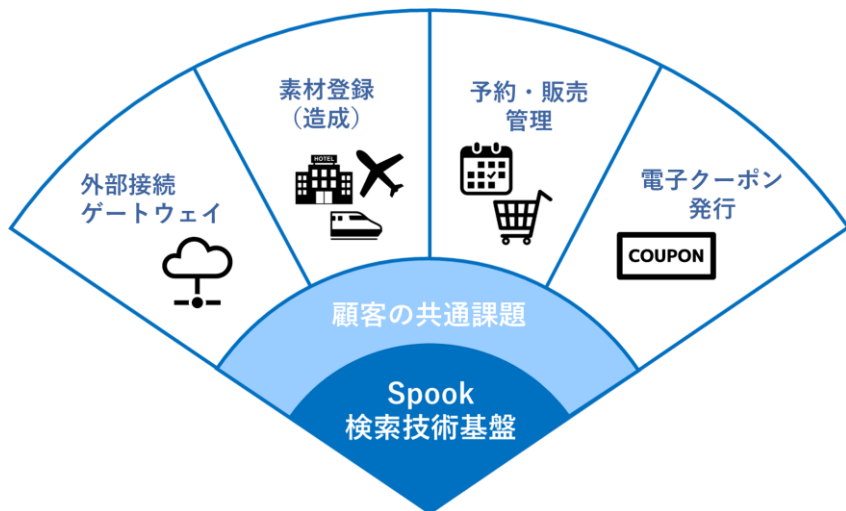 外部接続
ゲートウェイ
素材登録
（造成）
HOTEL
予約・販売
管理
電子クーポン
発行
COUPON
顧客の共通課題
Spook
検索技術基盤